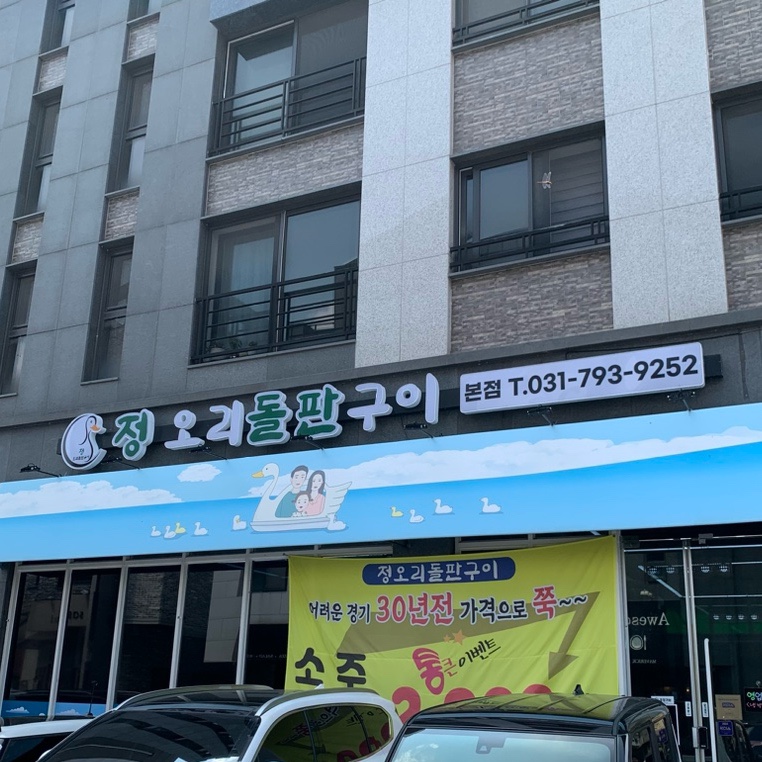 정 오리돌판구이
본점 T.031-793-9252
정오리돌판구이
어려운 경기 30년전 가격으로 쭉~~
통큰이벤트
소주